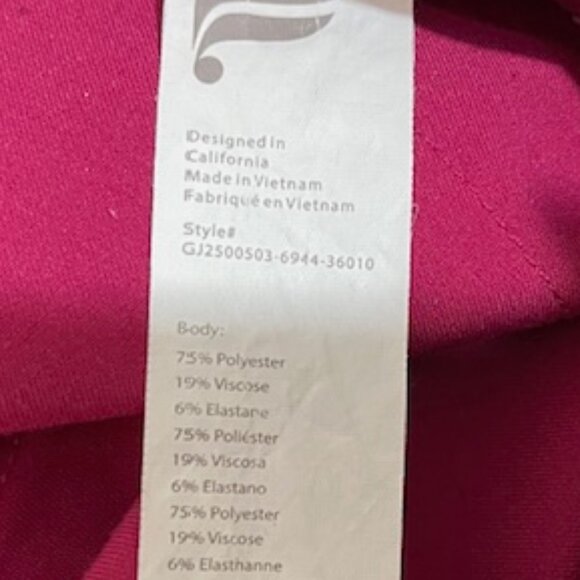 Designed in
California
Made in Vietnam
Fabriqué en Vietnam
Style#
GJ2500503-6944-36010
Body:
75% Polyester
19% Viscose
6% Elastane
75% Poliéster
19% Viscosa
6% Elastano
75% Polyester
19% Viscose
6% Elasthanne